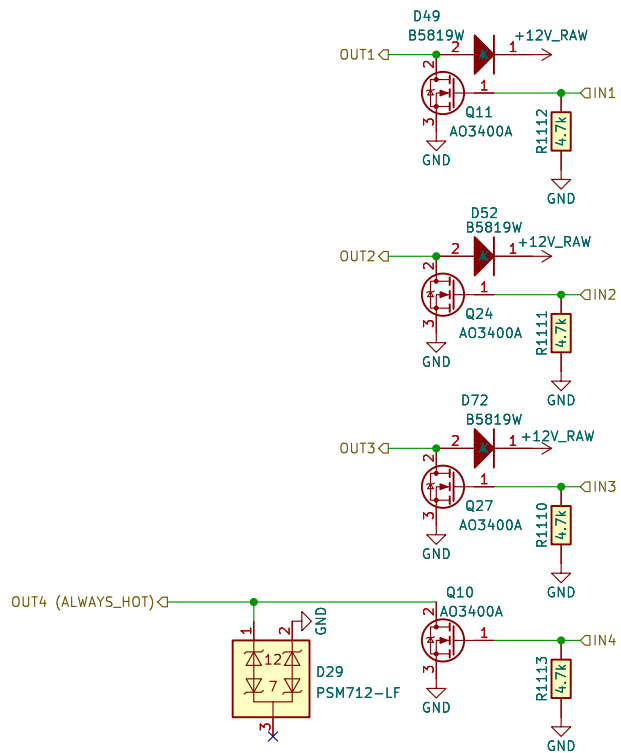 D49
B5819W
+12V_RAW
OUT1
2
K
A
1
2
1
IN1
Q11
AO3400A
3
GND
R1112
4.7k
GND
D52
B5819W
+12V_RAW
OUT2
2
K
A
1
2
1
IN2
Q24
AO3400A
3
GND
R1111
4.7k
GND
D72
B5819W
+12V_RAW
OUT3
2
K
A
1
2
1
IN3
Q27
AO3400A
3
GND
R1110
4.7k
GND
OUT4 (ALWAYS_HOT)
Q10
AO3400A
2
1
IN4
3
GND
R1113
4.7k
GND
1
2
GND
12
7
D29
PSM712-LF
3